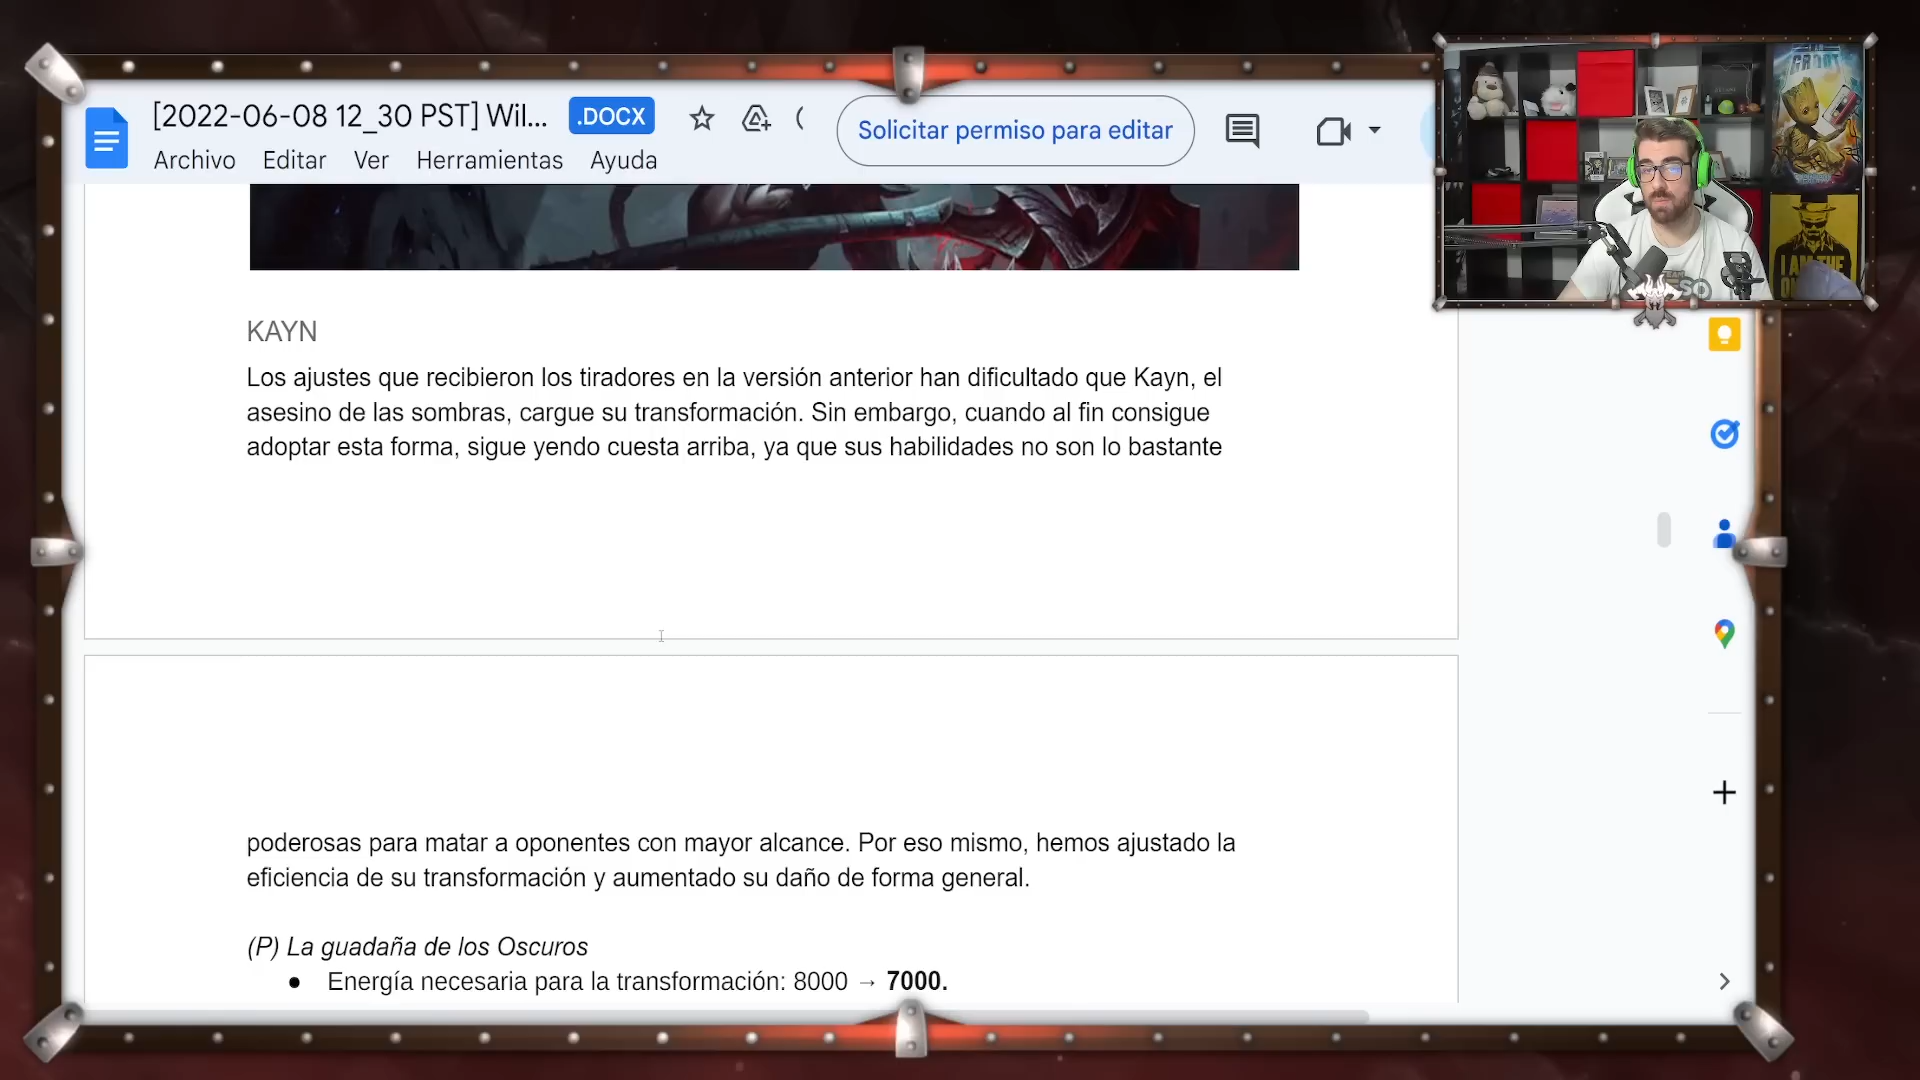 [2022-06-08 12_30 PST] Wil... .DOCX
Solicitar permiso para editar
Archivo Editar Ver Herramientas Ayuda
GROOT
I AM THE
KAYN
Los ajustes que recibieron los tiradores en la versión anterior han dificultado que Kayn, el
asesino de las sombras, cargue su transformación. Sin embargo, cuando al fin consigue
adoptar esta forma, sigue yendo cuesta arriba, ya que sus habilidades no son lo bastante
poderosas para matar a oponentes con mayor alcance. Por eso mismo, hemos ajustado la
eficiencia de su transformación y aumentado su daño de forma general.
(P) La guadaña de los Oscuros
● Energía necesaria para la transformación: 8000 → 7000.